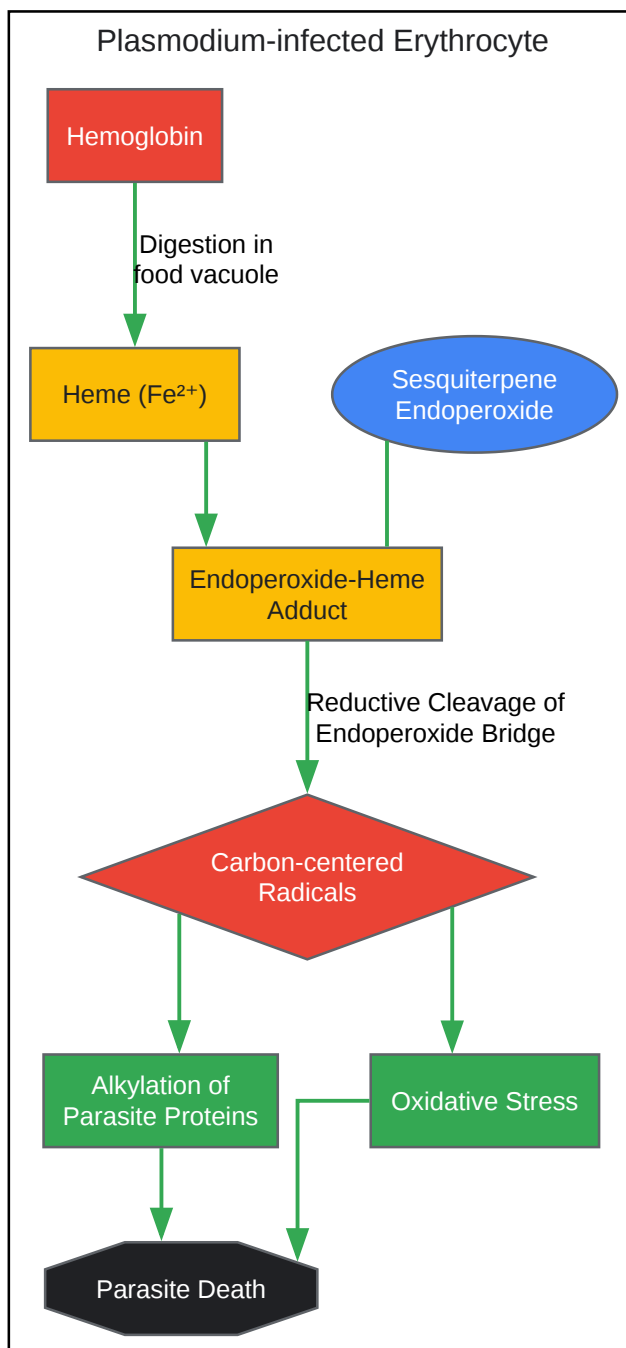 Plasmodium-infected Erythrocyte
Hemoglobin
Digestion in
food vacuole
Heme (Fe²⁺)
Sesquiterpene
Endoperoxide
Endoperoxide-Heme
Adduct
Reductive Cleavage of
Endoperoxide Bridge
Carbon-centered
Radicals
Alkylation of
Parasite Proteins
Oxidative Stress
Parasite Death